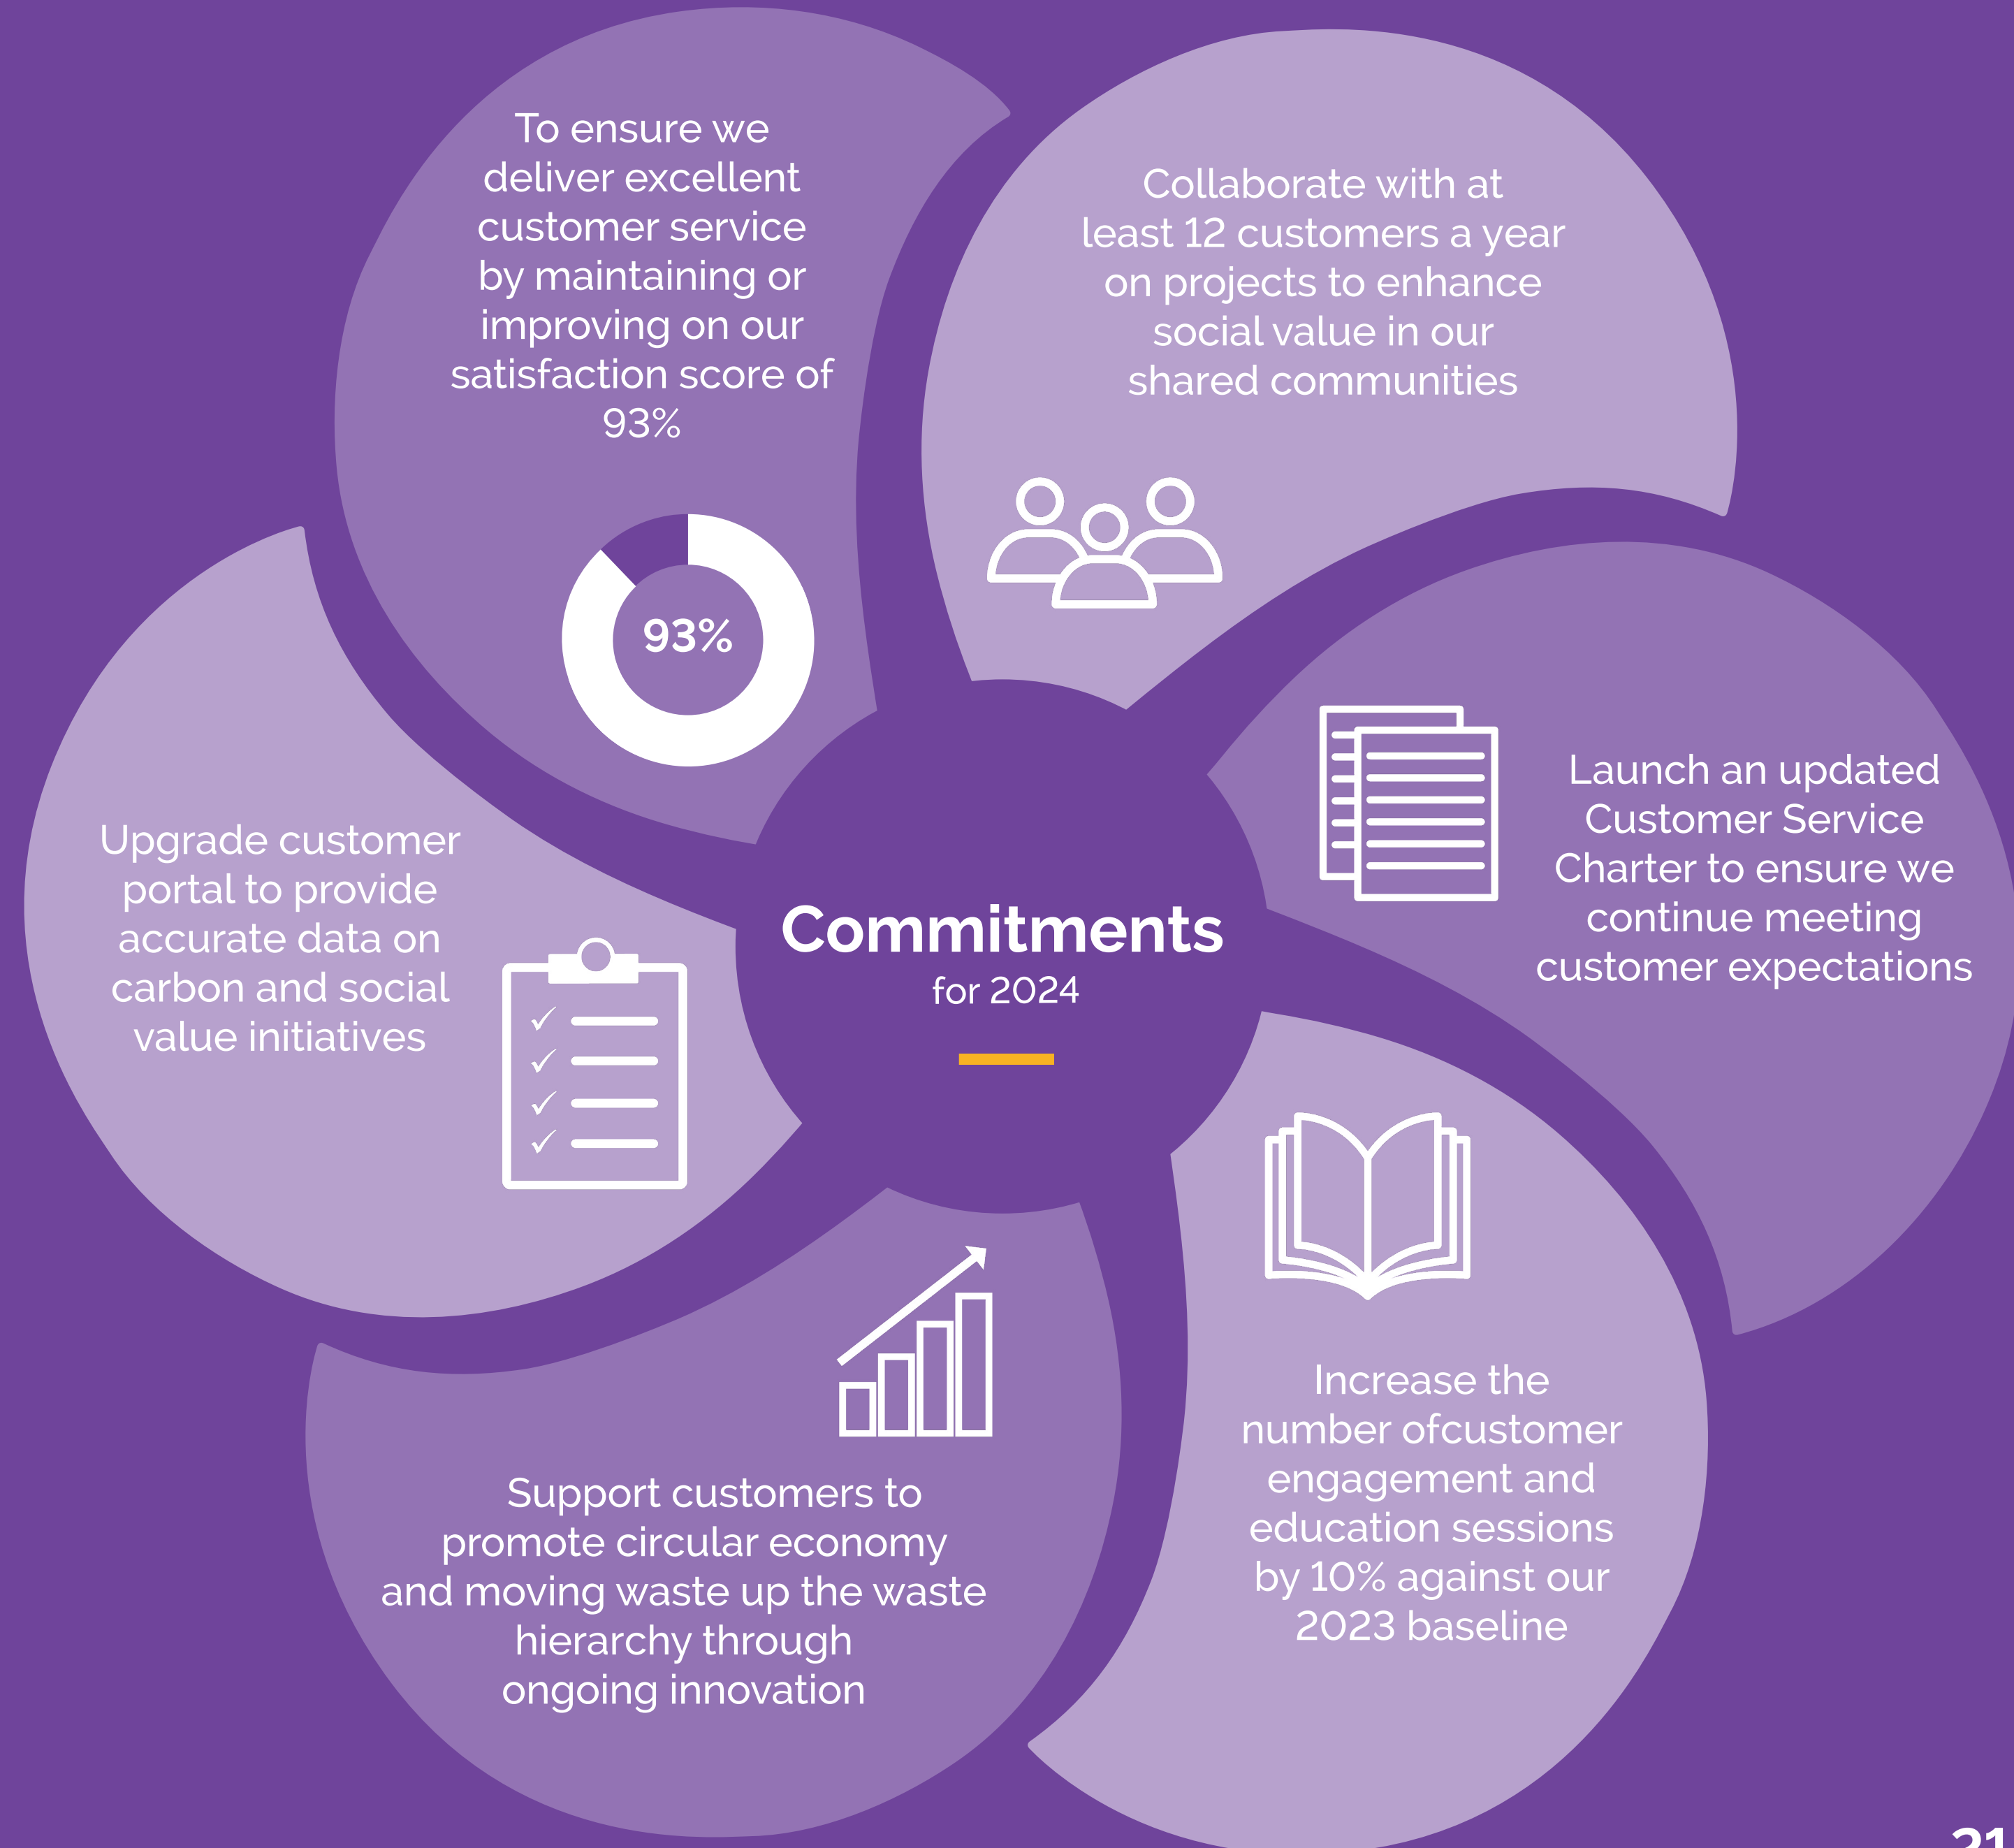 To ensure we
deliver excellent
customer service
by maintaining or
improving on our
satisfaction score of
93%
93%
Collaborate with at
least 12 customers a year
on projects to enhance
social value in our
shared communities
Launch an updated
Customer Service
Charter to ensure we
continue meeting
customer expectations
Upgrade customer
portal to provide
accurate data on
carbon and social
value initiatives
Commitments
for 2024
Increase the
number ofcustomer
engagement and
education sessions
by 10% against our
2023 baseline
Support customers to
promote circular economy
and moving waste up the waste
hierarchy through
ongoing innovation